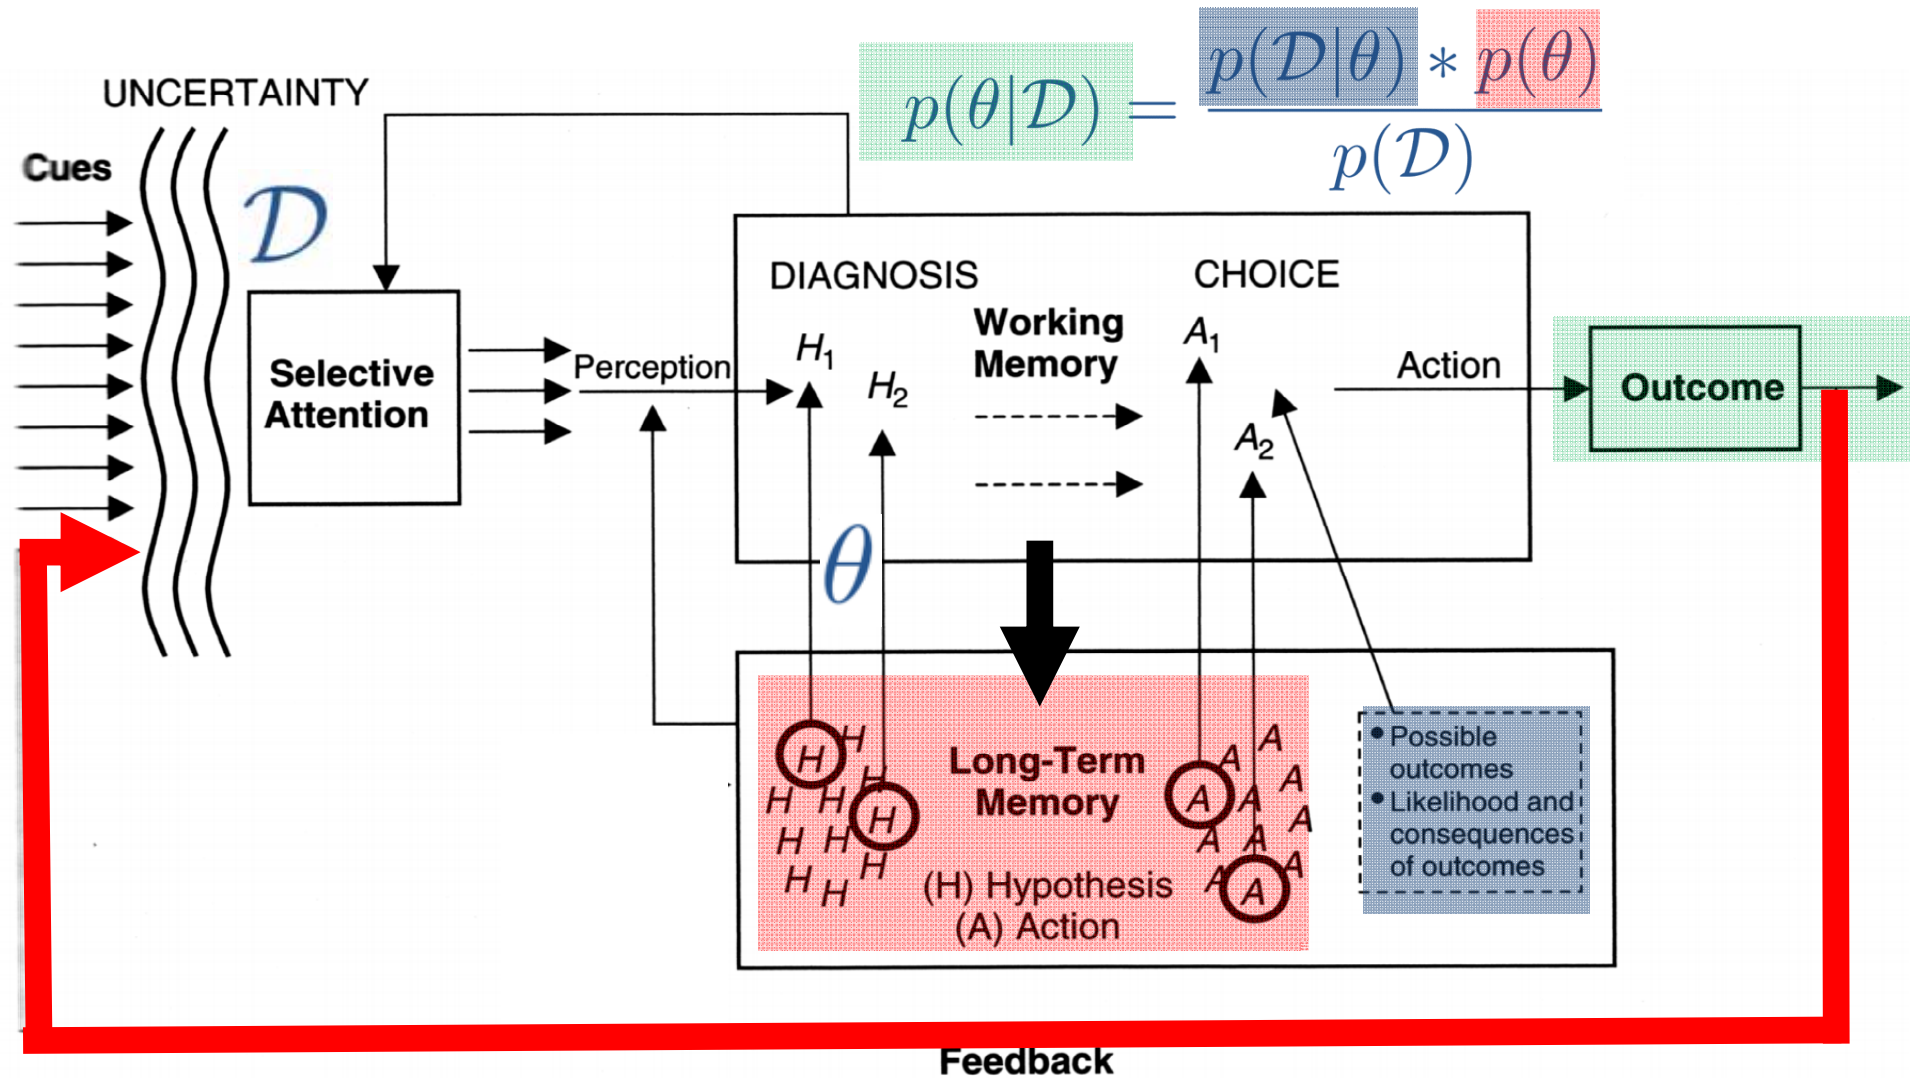 p(θ|𝒟) = p(𝒟|θ) * p(θ) / p(𝒟)
UNCERTAINTY
Cues
𝒟
Selective
Attention
Perception
DIAGNOSIS
H₁
H₂
Working
Memory
CHOICE
A₁
A₂
Action
Outcome
θ
H
H
H
H
H
H
H
H
H
H
H
Long-Term
Memory
(H) Hypothesis
(A) Action
A
A
A
A
A
A
A
A
A
A
A
• Possible
outcomes
• Likelihood and
consequences
of outcomes
Feedback